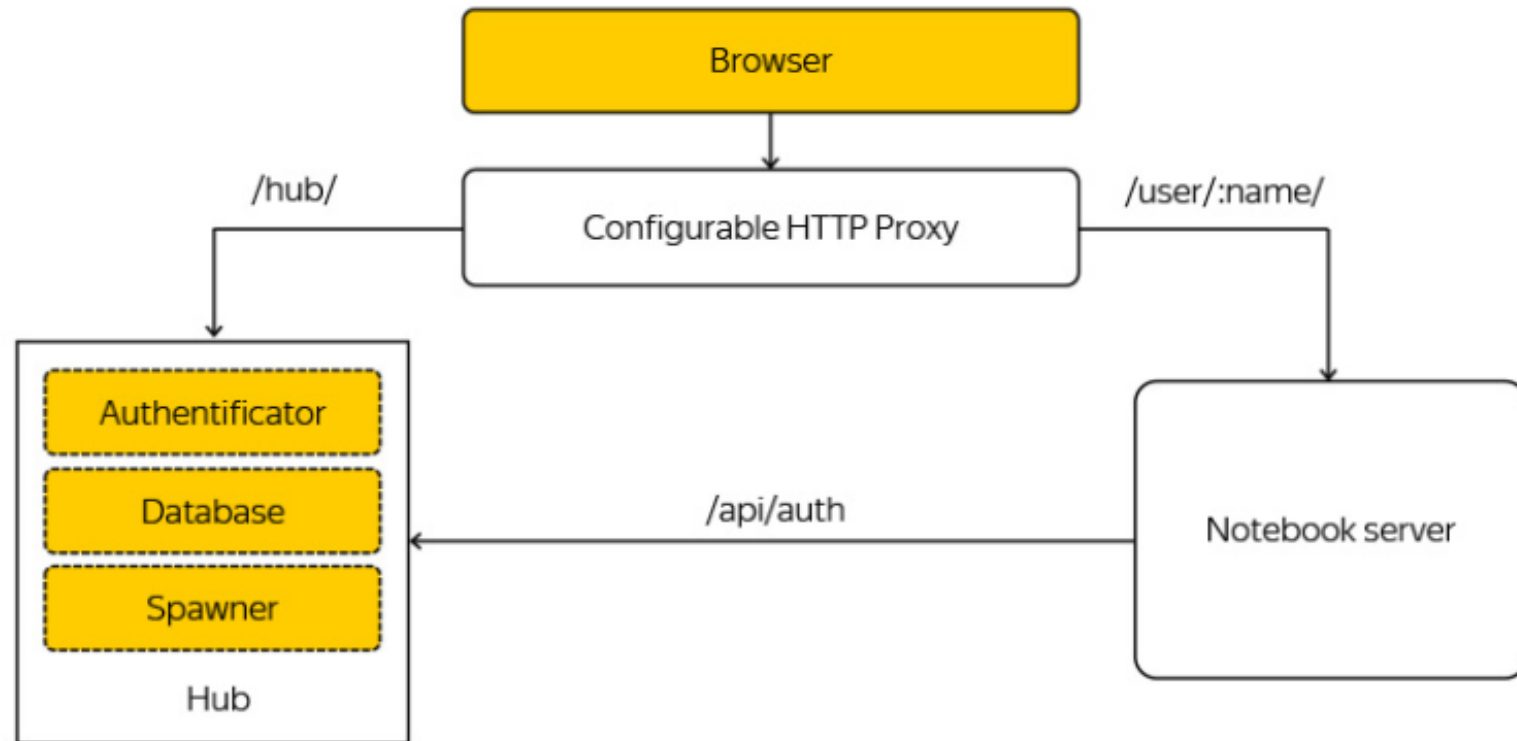 Browser
/hub/
/user/:name/
Configurable HTTP Proxy
Authentificator
Database
/api/auth
Notebook server
Spawner
Hub